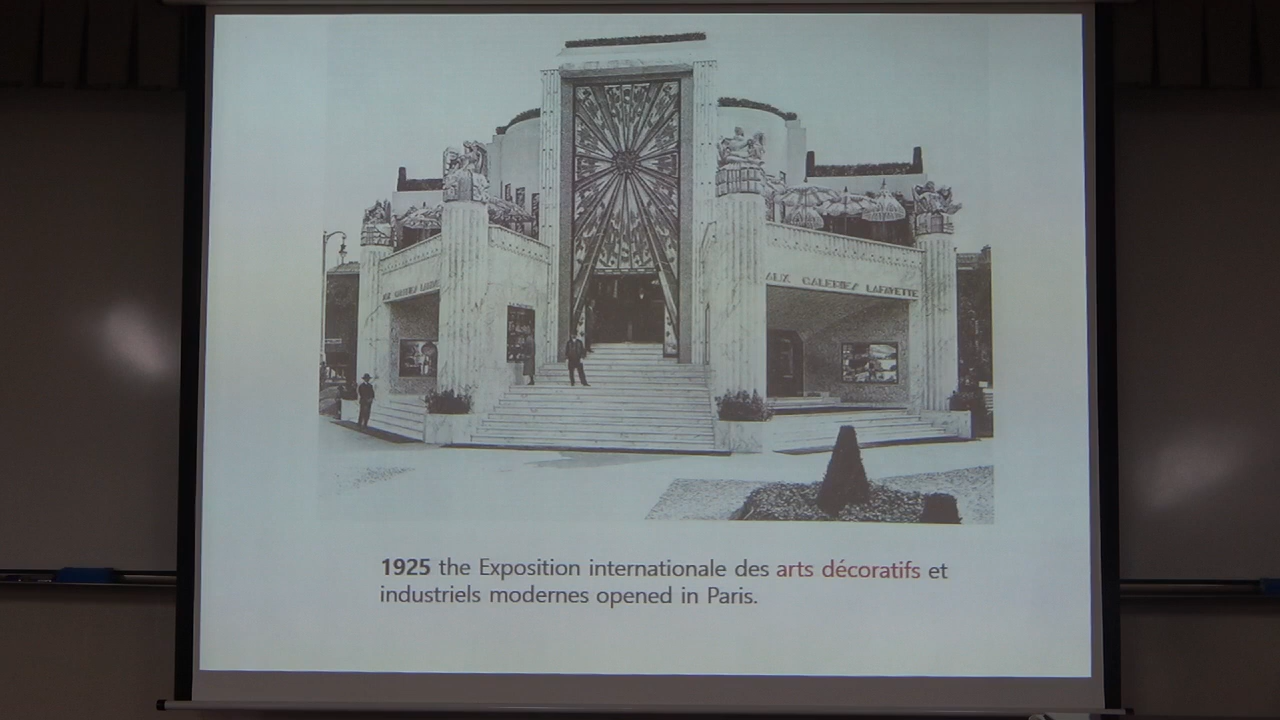 AUX GALERIES LAFAYETTE
1925 the Exposition internationale des arts décoratifs et
industriels modernes opened in Paris.